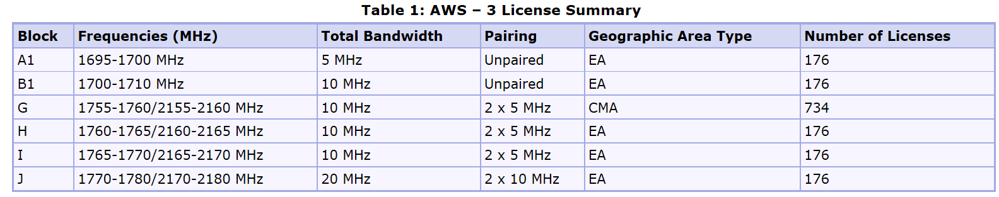 Table 1: AWS – 3 License Summary
Block Frequencies (MHz) Total Bandwidth Pairing Geographic Area Type Number of Licenses
A1 1695-1700 MHz 5 MHz Unpaired EA 176
B1 1700-1710 MHz 10 MHz Unpaired EA 176
G 1755-1760/2155-2160 MHz 10 MHz 2 x 5 MHz CMA 734
H 1760-1765/2160-2165 MHz 10 MHz 2 x 5 MHz EA 176
I 1765-1770/2165-2170 MHz 10 MHz 2 x 5 MHz EA 176
J 1770-1780/2170-2180 MHz 20 MHz 2 x 10 MHz EA 176